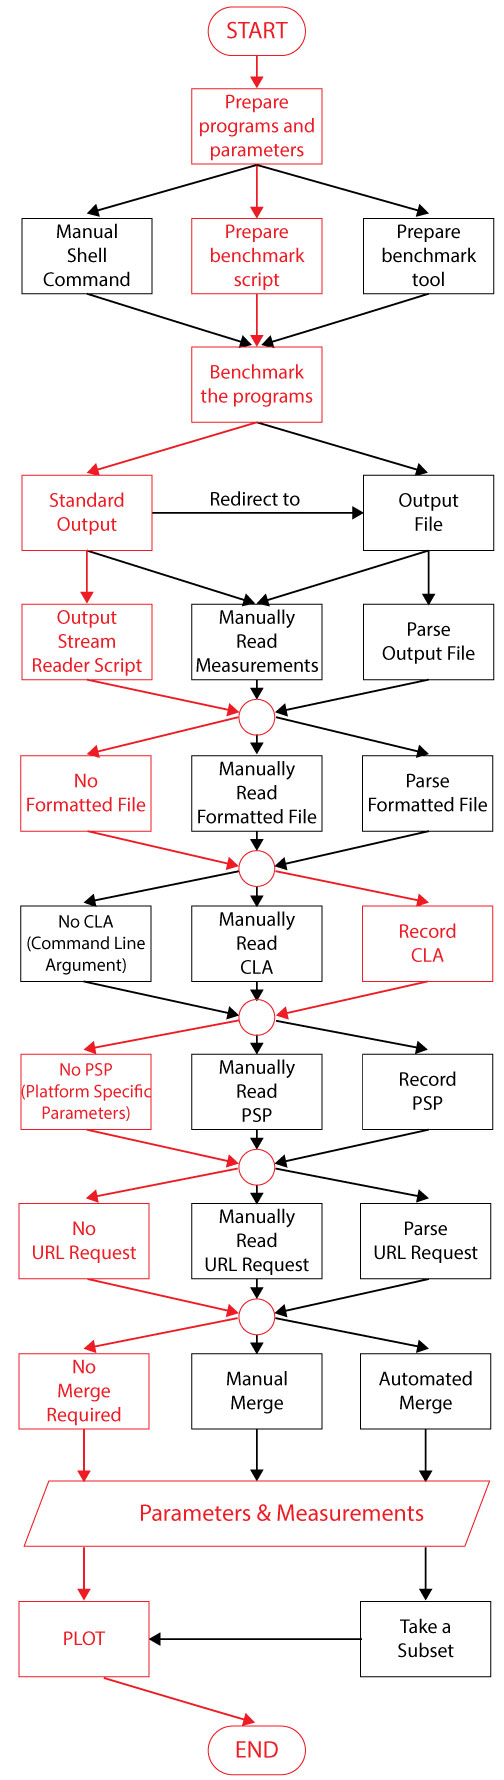 START
Prepare
programs and
parameters
Manual
Shell
Command
Prepare
benchmark
script
Prepare
benchmark
tool
Benchmark
the programs
Standard
Output
Redirect to
Output
File
Output
Stream
Reader Script
Manually
Read
Measurements
Parse
Output File
No
Formatted File
Manually
Read
Formatted File
Parse
Formatted File
No CLA
(Command Line
Argument)
Manually
Read
CLA
Record
CLA
No PSP
(Platform Specific
Parameters)
Manually
Read
PSP
Record
PSP
No
URL Request
Manually
Read
URL Request
Parse
URL Request
No
Merge
Required
Manual
Merge
Automated
Merge
Parameters & Measurements
PLOT
Take a
Subset
END